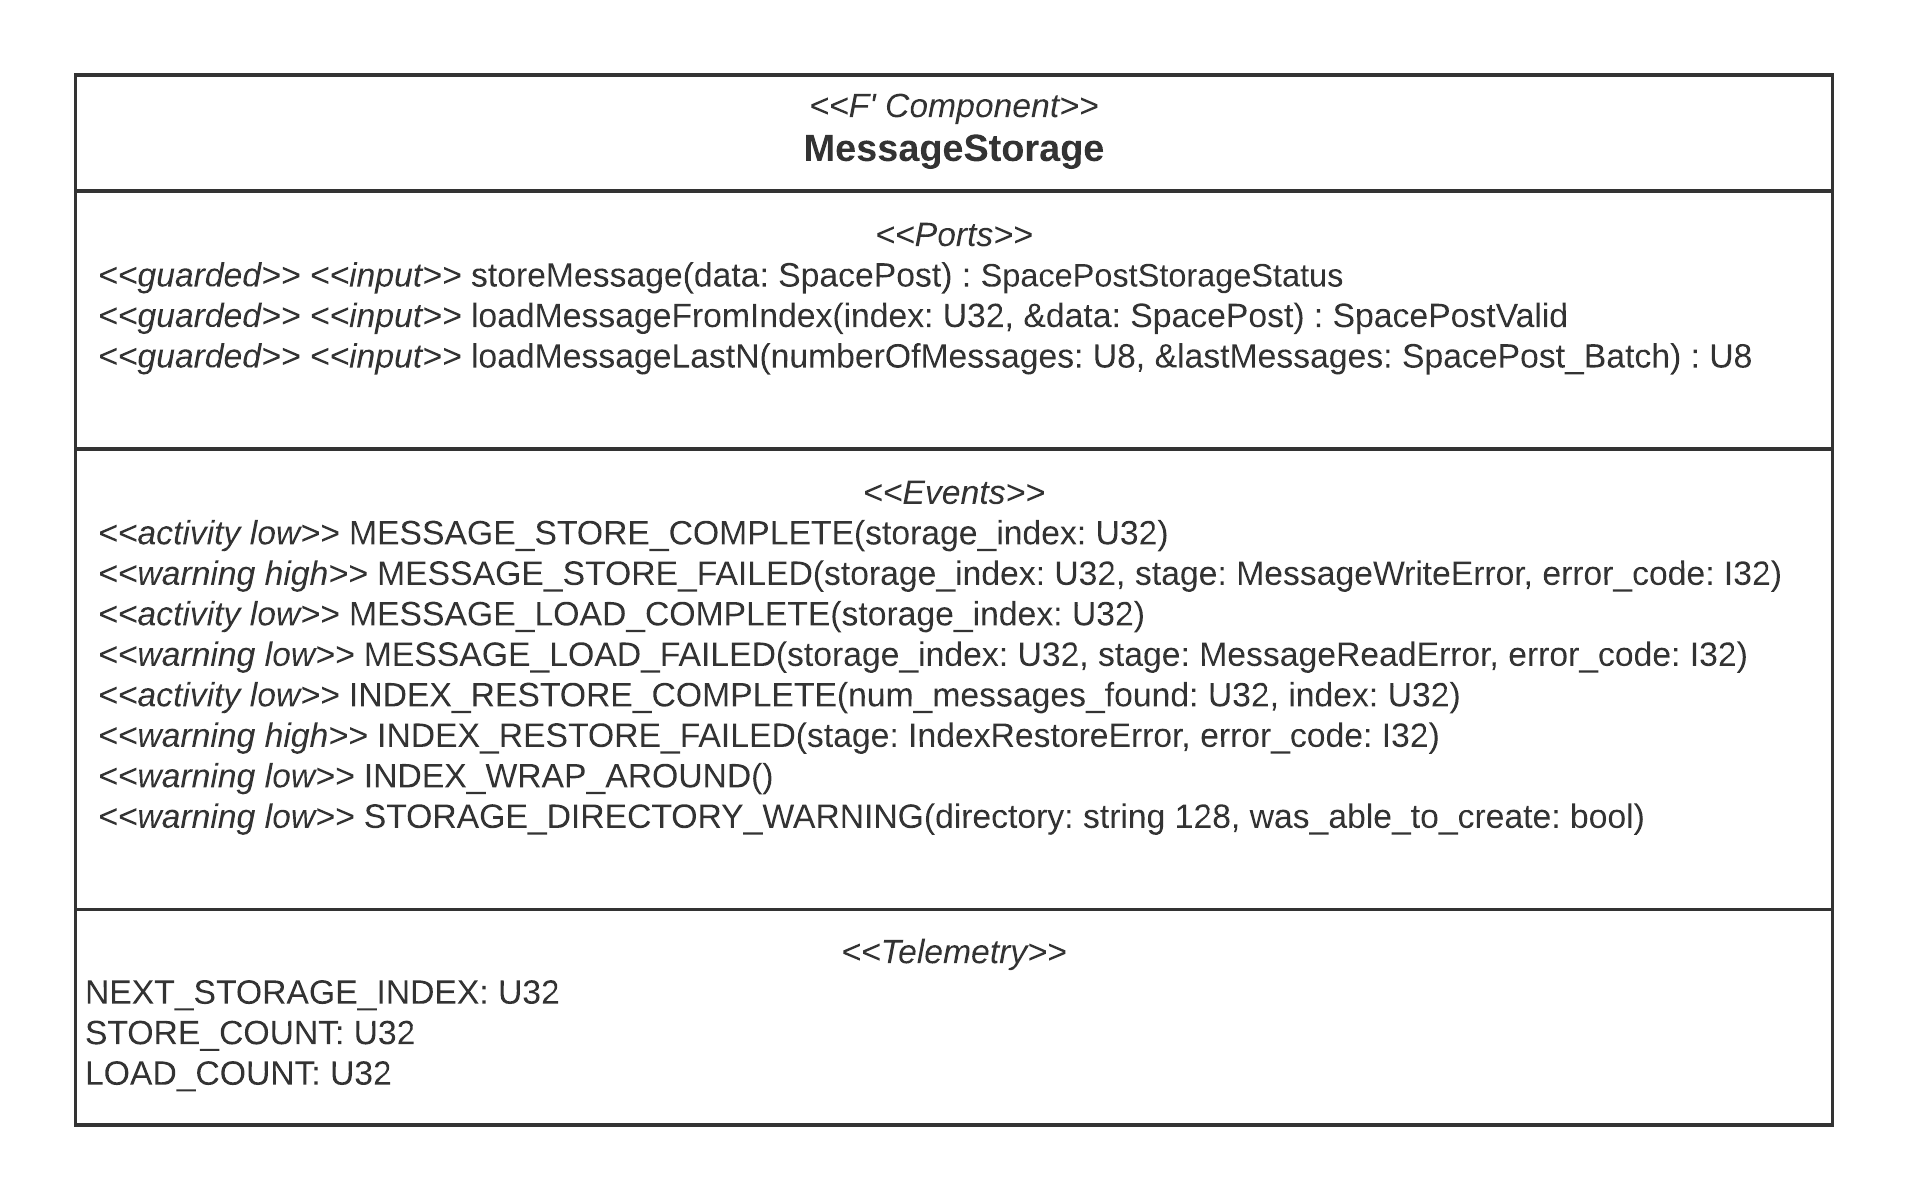 <<F' Component>>
MessageStorage
<<Ports>>
<<guarded>> <<input>> storeMessage(data: SpacePost) : SpacePostStorageStatus
<<guarded>> <<input>> loadMessageFromIndex(index: U32, &data: SpacePost) : SpacePostValid
<<guarded>> <<input>> loadMessageLastN(numberOfMessages: U8, &lastMessages: SpacePost_Batch) : U8
<<Events>>
<<activity low>> MESSAGE_STORE_COMPLETE(storage_index: U32)
<<warning high>> MESSAGE_STORE_FAILED(storage_index: U32, stage: MessageWriteError, error_code: I32)
<<activity low>> MESSAGE_LOAD_COMPLETE(storage_index: U32)
<<warning low>> MESSAGE_LOAD_FAILED(storage_index: U32, stage: MessageReadError, error_code: I32)
<<activity low>> INDEX_RESTORE_COMPLETE(num_messages_found: U32, index: U32)
<<warning high>> INDEX_RESTORE_FAILED(stage: IndexRestoreError, error_code: I32)
<<warning low>> INDEX_WRAP_AROUND()
<<warning low>> STORAGE_DIRECTORY_WARNING(directory: string 128, was_able_to_create: bool)
<<Telemetry>>
NEXT_STORAGE_INDEX: U32
STORE_COUNT: U32
LOAD_COUNT: U32